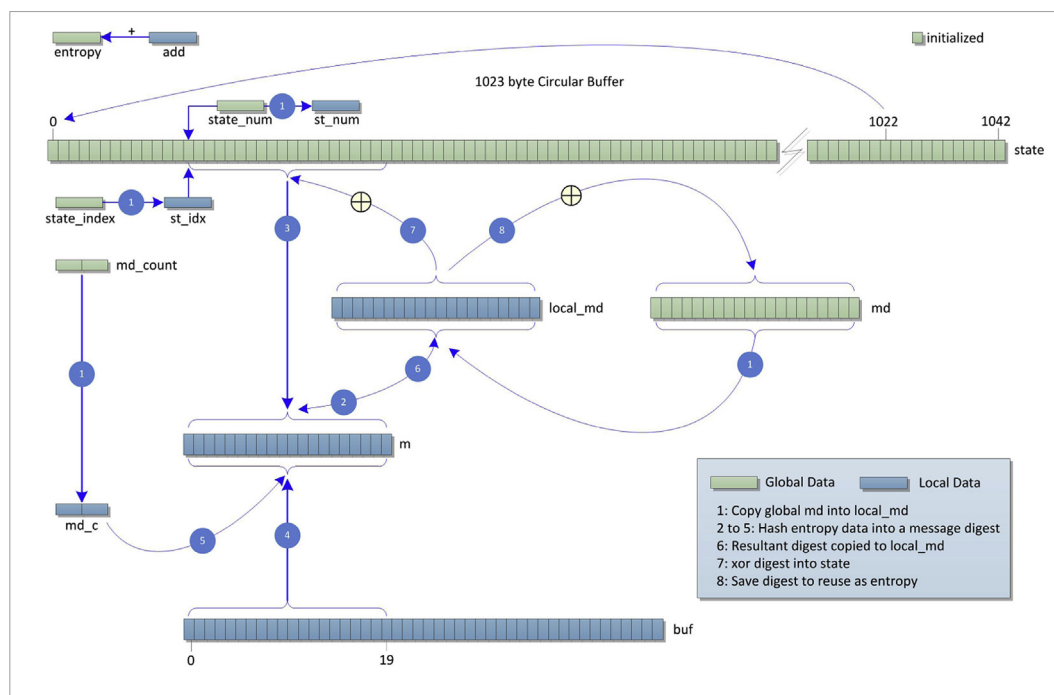 +
entropy
add
initialized
1023 byte Circular Buffer
0
state_num
1
st_num
1022
1042
state
state_index
1
st_idx
3
7
8
md_count
local_md
md
1
6
1
2
m
md_c
5
4
Global Data
Local Data
1: Copy global md into local_md
2 to 5: Hash entropy data into a message digest
6: Resultant digest copied to local_md
7: xor digest into state
8: Save digest to reuse as entropy
buf
0
19